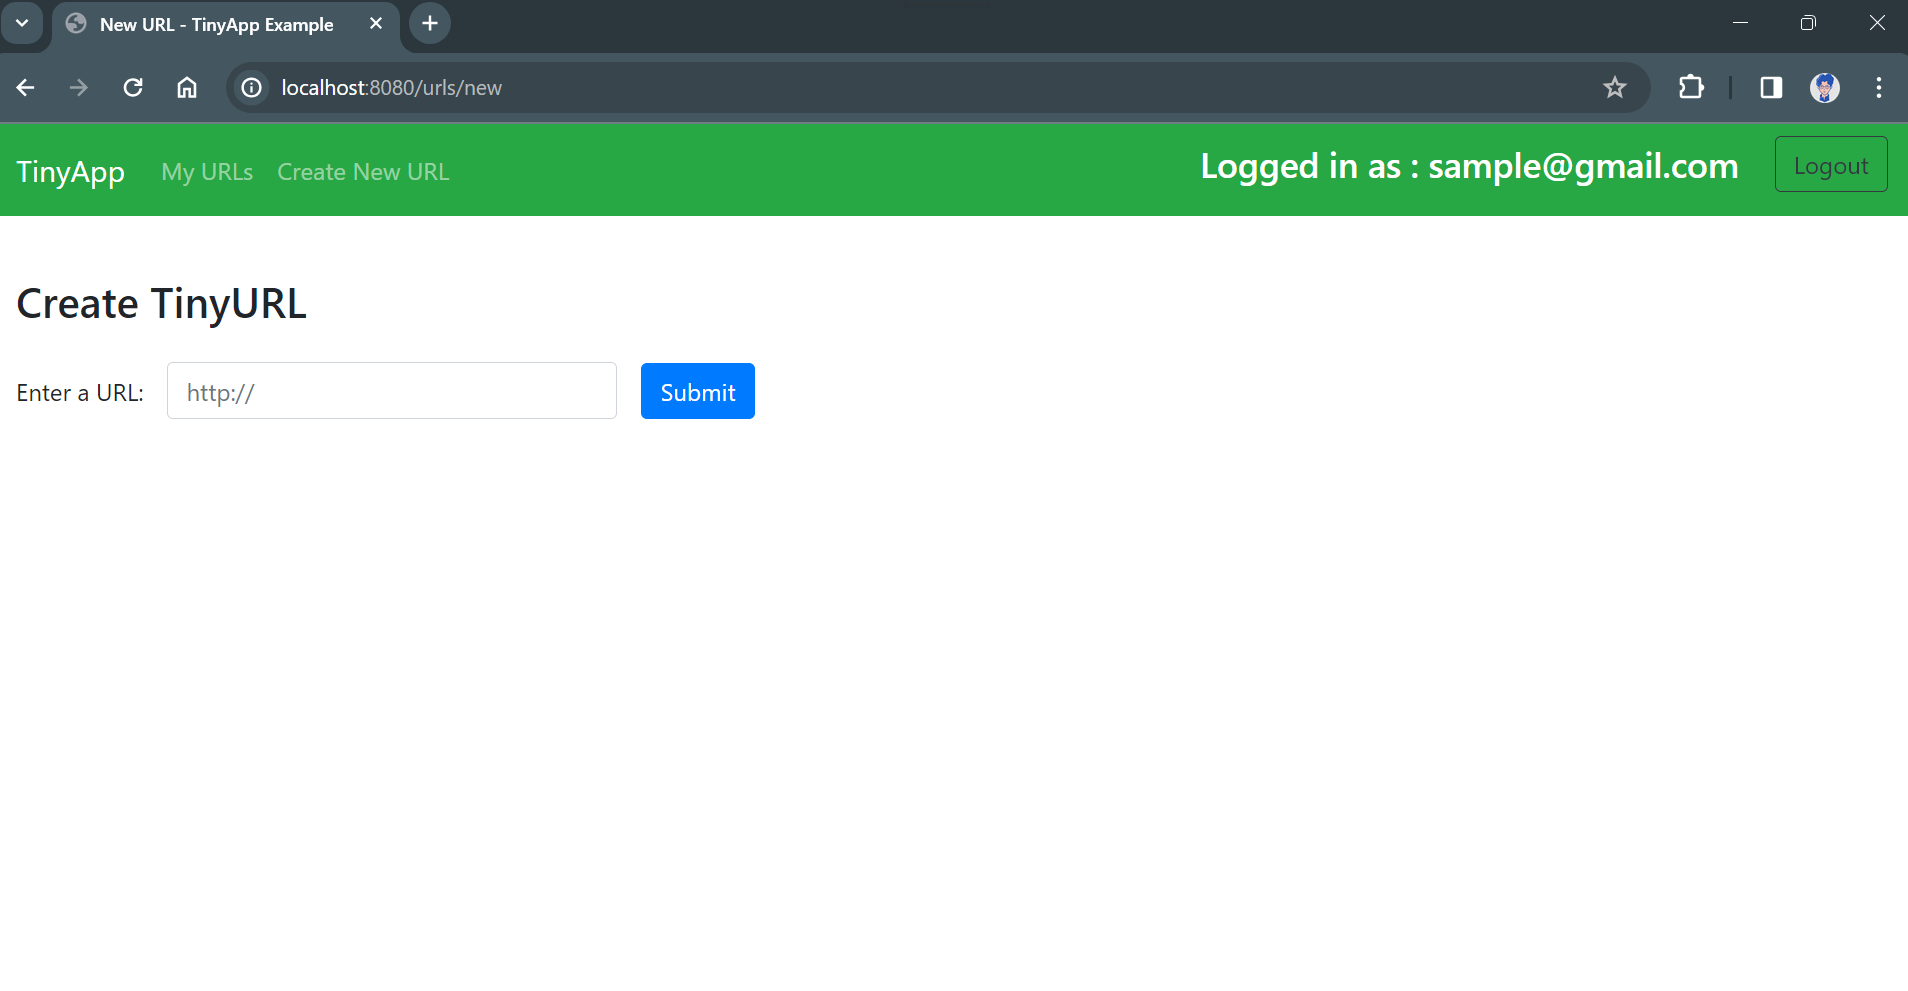 New URL - TinyApp Example
localhost:8080/urls/new
TinyApp My URLs Create New URL Logged in as : sample@gmail.com Logout
Create TinyURL
Enter a URL: http:// Submit